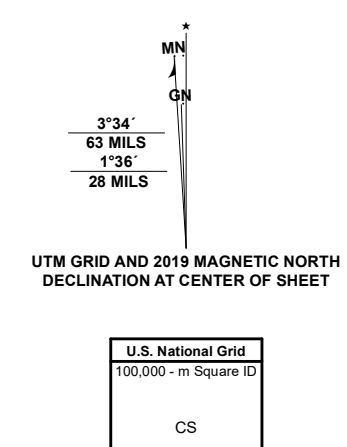 MN
GN
3°34´
63 MILS
1°36´
28 MILS
UTM GRID AND 2019 MAGNETIC NORTH
DECLINATION AT CENTER OF SHEET
U.S. National Grid
100,000 - m Square ID
CS